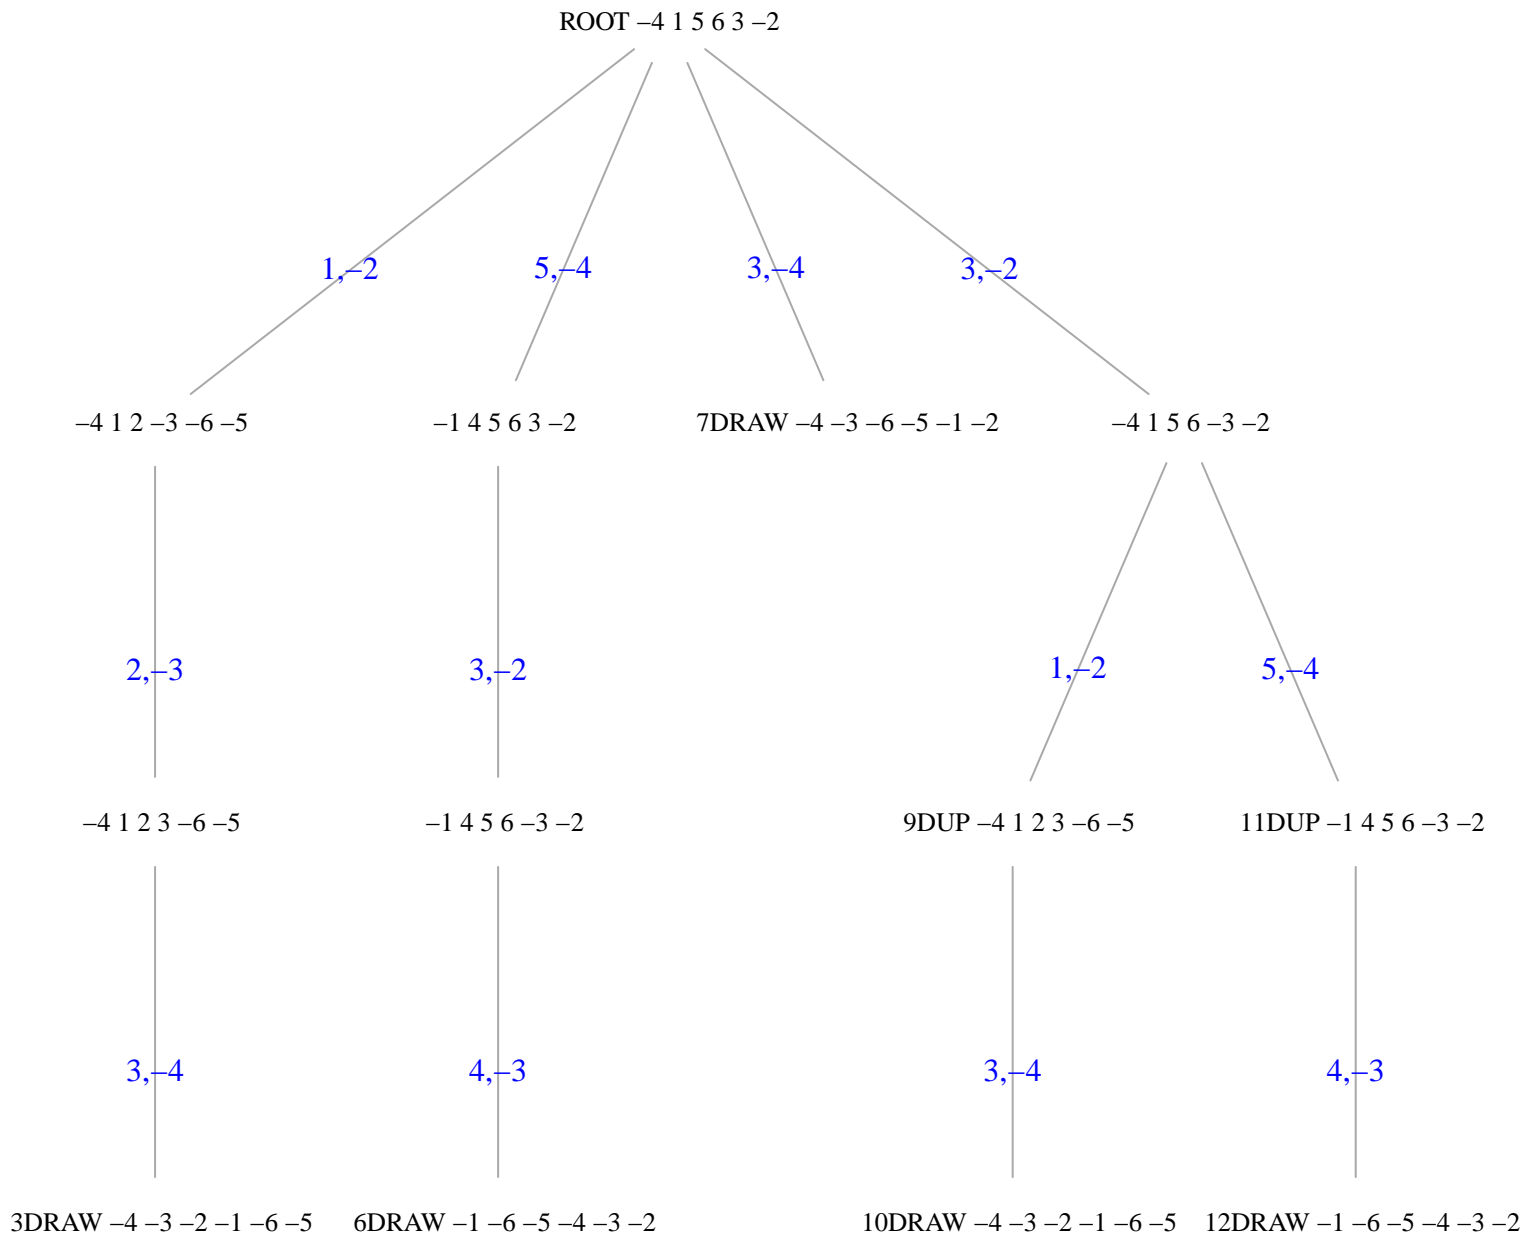 ROOT –4 1 5 6 3 –2
1,–2
5,–4
3,–4
3,–2
–4 1 2 –3 –6 –5
–1 4 5 6 3 –2
7DRAW –4 –3 –6 –5 –1 –2
–4 1 5 6 –3 –2
2,–3
3,–2
1,–2
5,–4
–4 1 2 3 –6 –5
–1 4 5 6 –3 –2
9DUP –4 1 2 3 –6 –5
11DUP –1 4 5 6 –3 –2
3,–4
4,–3
3,–4
4,–3
3DRAW –4 –3 –2 –1 –6 –5
6DRAW –1 –6 –5 –4 –3 –2
10DRAW –4 –3 –2 –1 –6 –5
12DRAW –1 –6 –5 –4 –3 –2